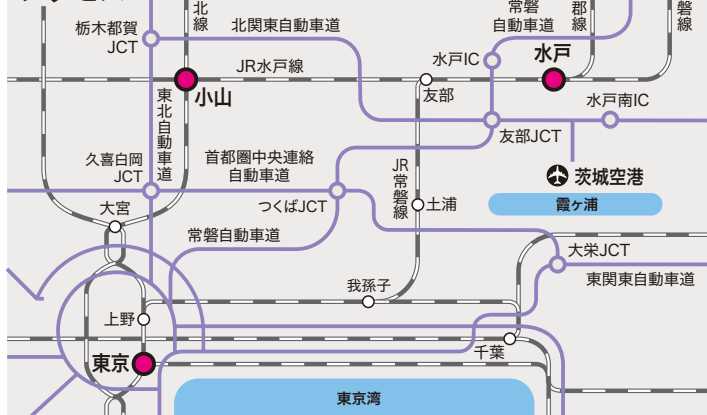 北
線
北関東自動車道
常磐
自動車道
郡
線
磐
線
栃木都賀
JCT
水戸IC
水戸
JR水戸線
小山
友部
水戸南IC
東北自動車道
友部JCT
久喜白岡
JCT
首都圏中央連絡
自動車道
JR常磐線
茨城空港
つくばJCT
土浦
霞ヶ浦
大宮
常磐自動車道
大栄JCT
東関東自動車道
我孫子
上野
千葉
東京
東京湾